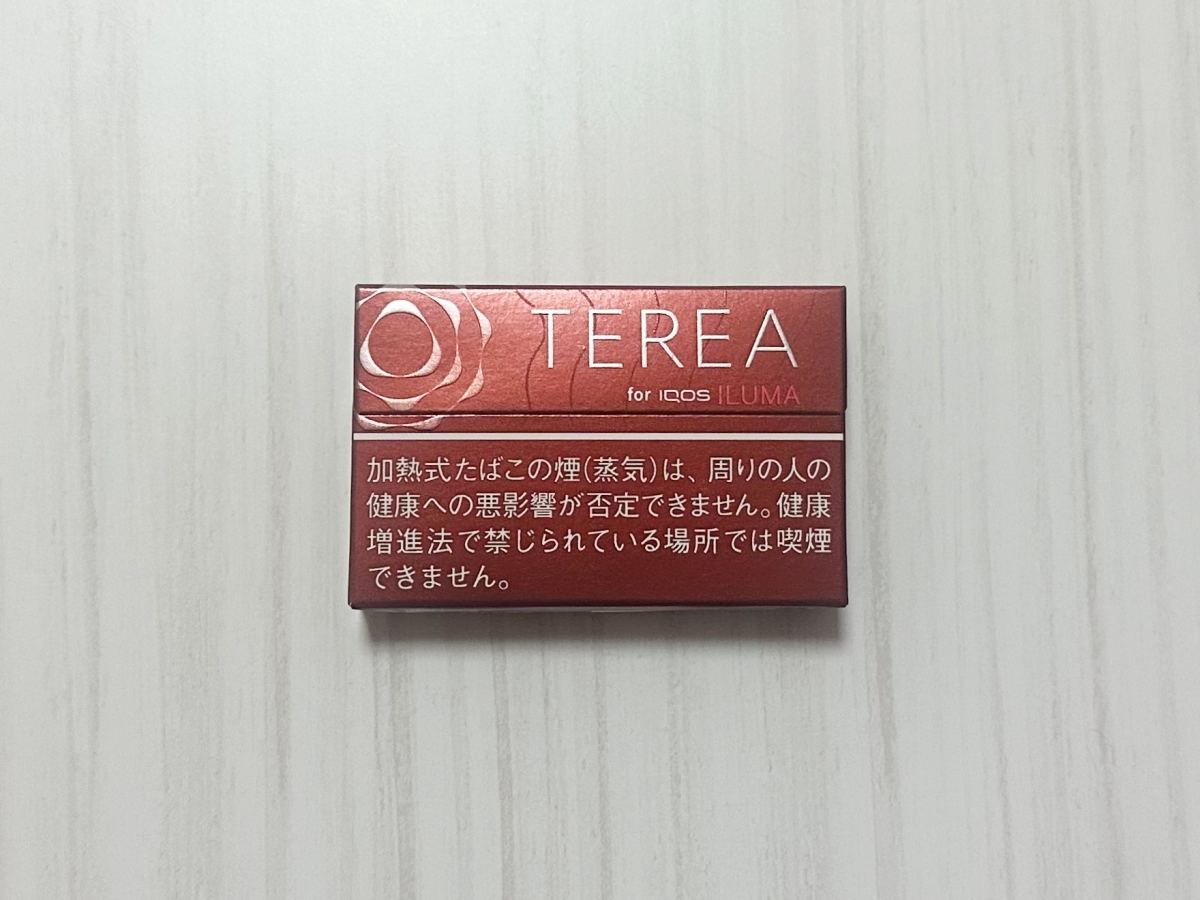 TEREA
for IQOS ILUMA
加熱式たばこの煙(蒸気)は、周りの人の
健康への悪影響が否定できません。健康
増進法で禁じられている場所では喫煙
できません。